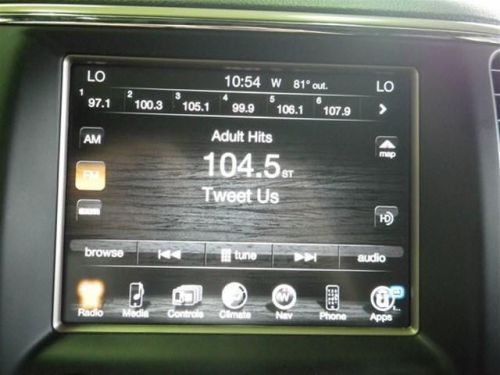 LO 10:54 W 81° out. LO
1 97.1 2 100.3 3 105.1 4 99.9 5 106.1 6 107.9
Adult Hits
AM
104.5 ST
map
FM
Tweet Us
HD
browse tune audio
Radio Media Controls Climate Nav Phone Apps